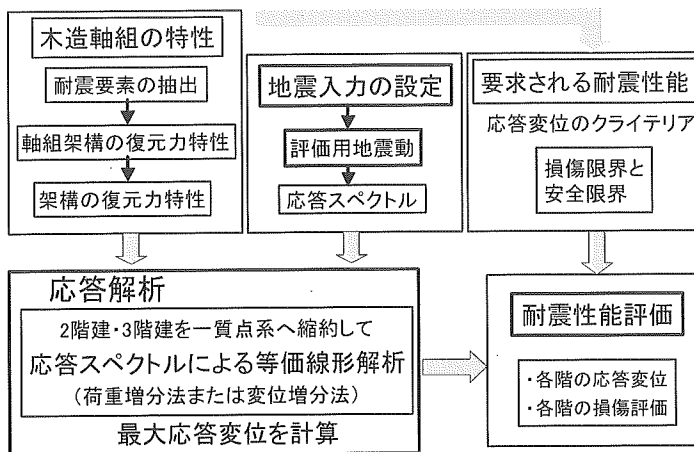 木造軸組の特性
耐震要素の抽出
軸組架構の復元力特性
架構の復元力特性
地震入力の設定
評価用地震動
応答スペクトル
要求される耐震性能
応答変位のクライテリア
損傷限界と
安全限界
応答解析
2階建・3階建を一質点系へ縮約して
応答スペクトルによる等価線形解析
(荷重増分法または変位増分法)
最大応答変位を計算
耐震性能評価
・各階の応答変位
・各階の損傷評価